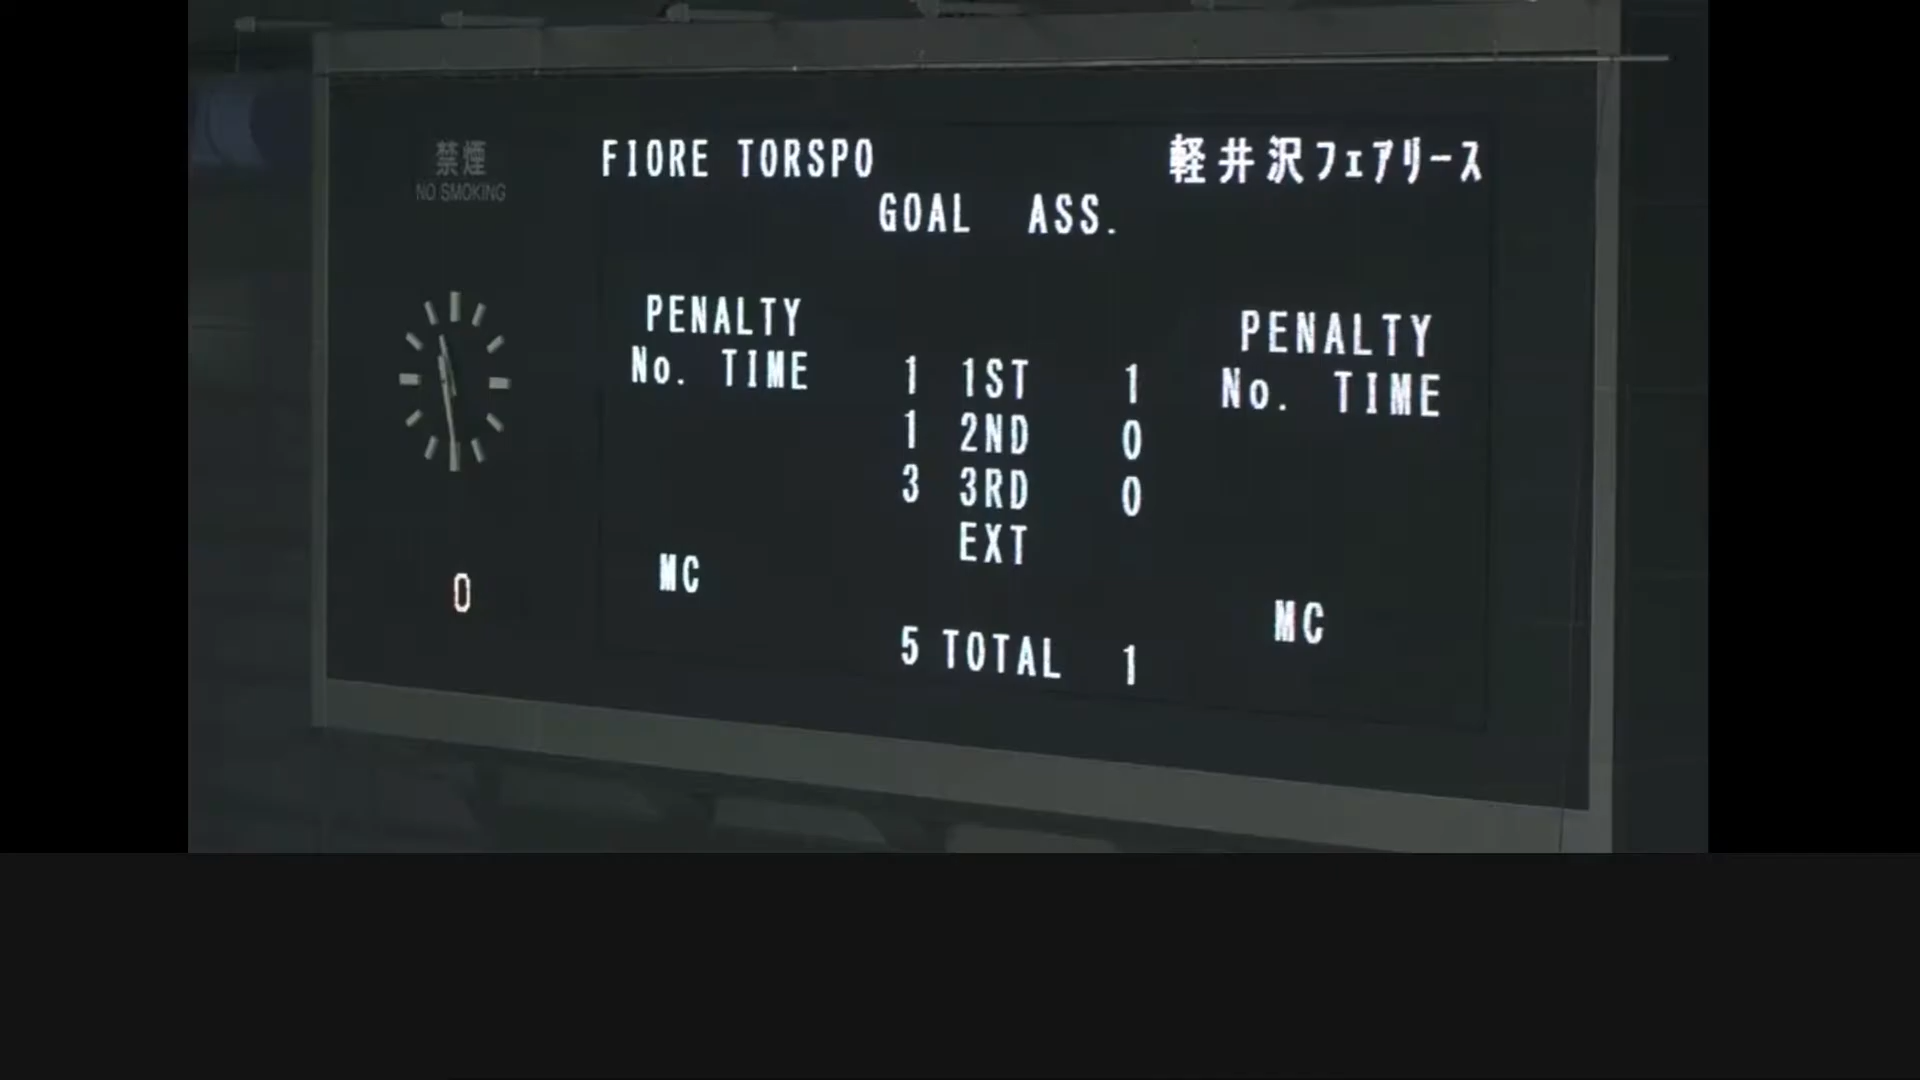 禁煙
NO SMOKING
FIORE TORSPO 軽井沢フェアリース
GOAL ASS.
PENALTY PENALTY
No. TIME No. TIME
1 1ST 1
1 2ND 0
3 3RD 0
EXT
MC MC
0
5 TOTAL 1